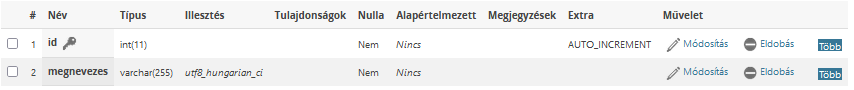 # Név Típus Illesztés Tulajdonságok Nulla Alapértelmezett Megjegyzések Extra Művelet
1 id int(11) Nem Nincs AUTO_INCREMENT Módosítás Eldobás Több
2 megnevezes varchar(255) utf8_hungarian_ci Nem Nincs Módosítás Eldobás Több